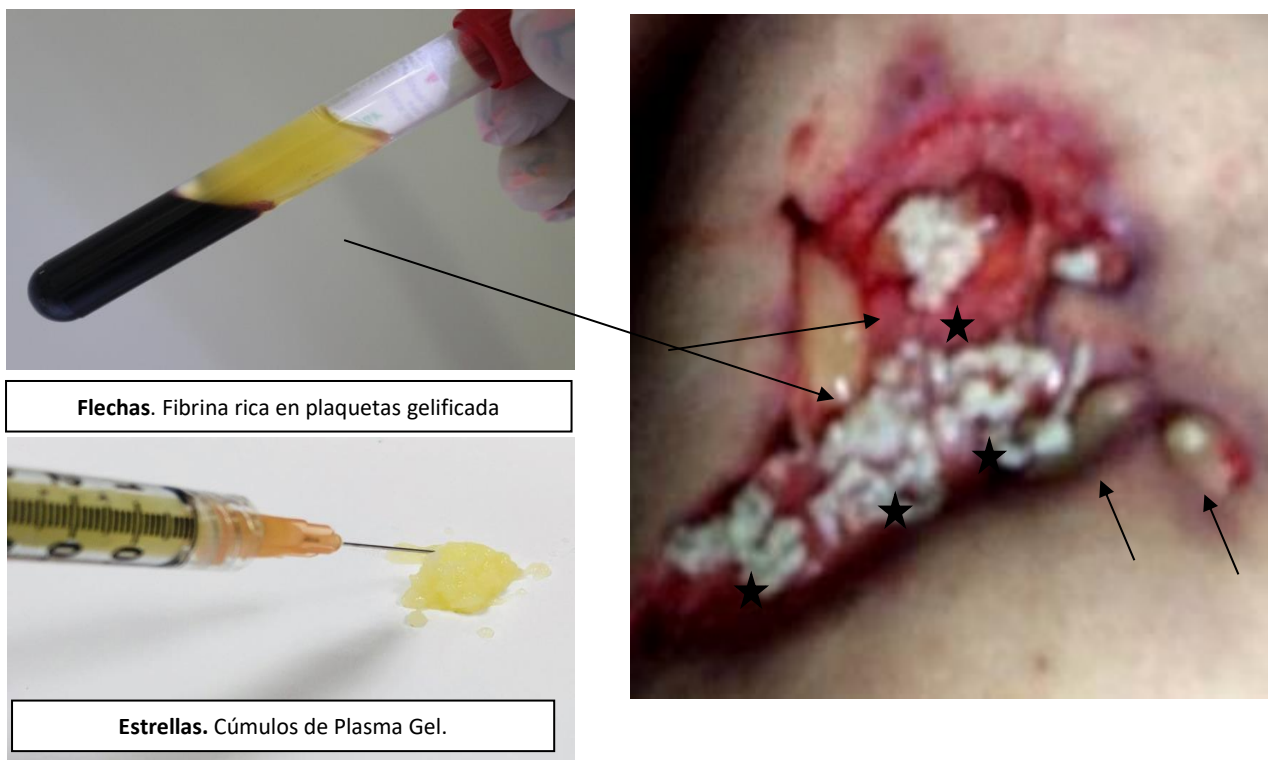 Flechas. Fibrina rica en plaquetas gelificada
Estrellas. Cúmulos de Plasma Gel.